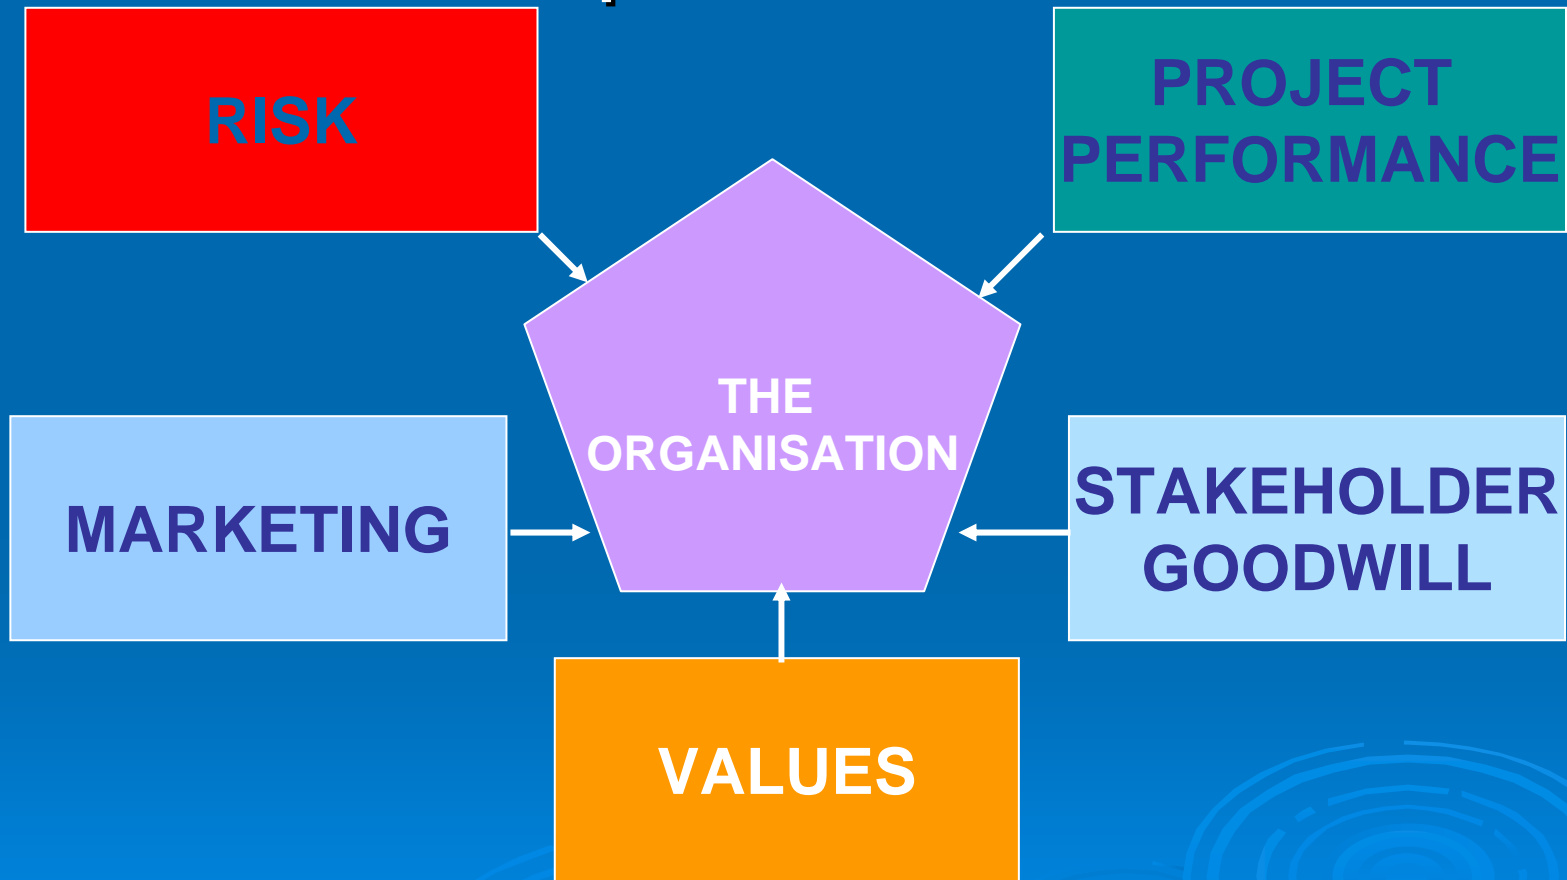 RISK
PROJECT
PERFORMANCE
THE
ORGANISATION
MARKETING
STAKEHOLDER
GOODWILL
VALUES